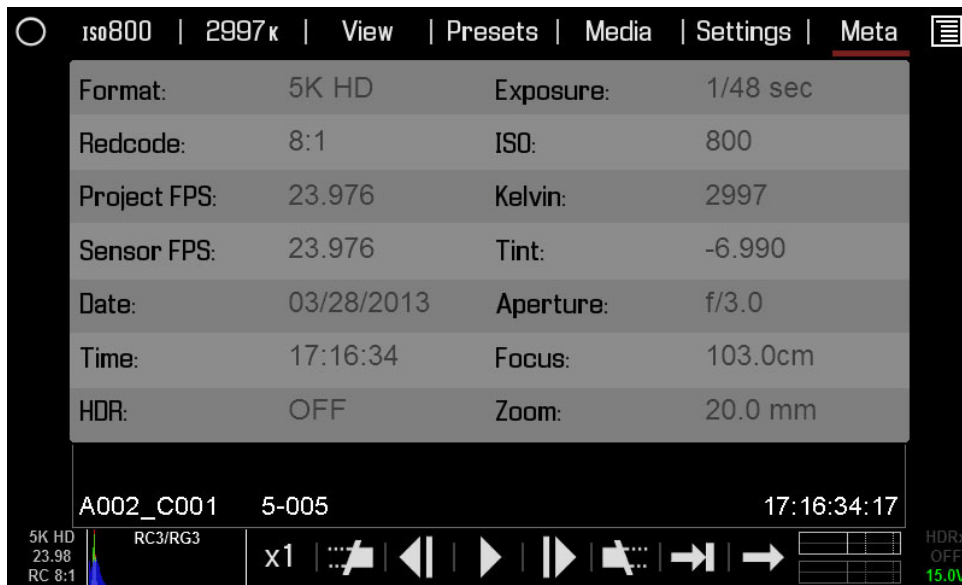 ISO800 | 2997K | View | Presets | Media | Settings | Meta
Format: 5K HD Exposure: 1/48 sec
Redcode: 8:1 ISO: 800
Project FPS: 23.976 Kelvin: 2997
Sensor FPS: 23.976 Tint: -6.990
Date: 03/28/2013 Aperture: f/3.0
Time: 17:16:34 Focus: 103.0cm
HDR: OFF Zoom: 20.0 mm
A002_C001 5-005 17:16:34:17
5K HD
23.98
RC 8:1
RC3/RG3
x1
HDRx
OFF
15.0V